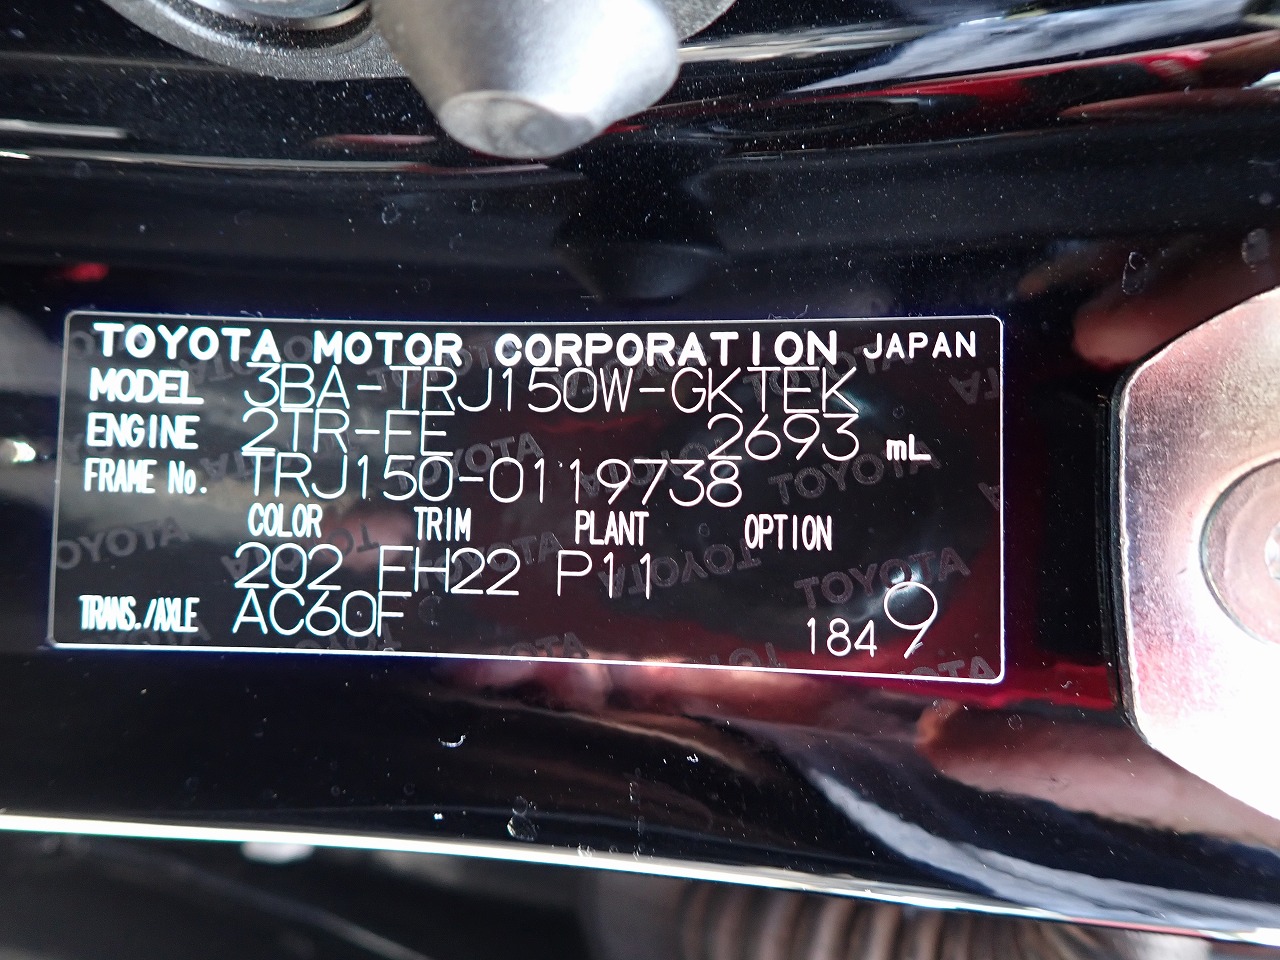 TOYOTA MOTOR CORPORATION JAPAN
MODEL 3BA-TRJ150W-GKTEK
ENGINE 2TR-FE 2693 mL
FRAME No. TRJ150-0119738
COLOR TRIM PLANT OPTION
202 FH22 P11
TRANS./AXLE AC60F
1849